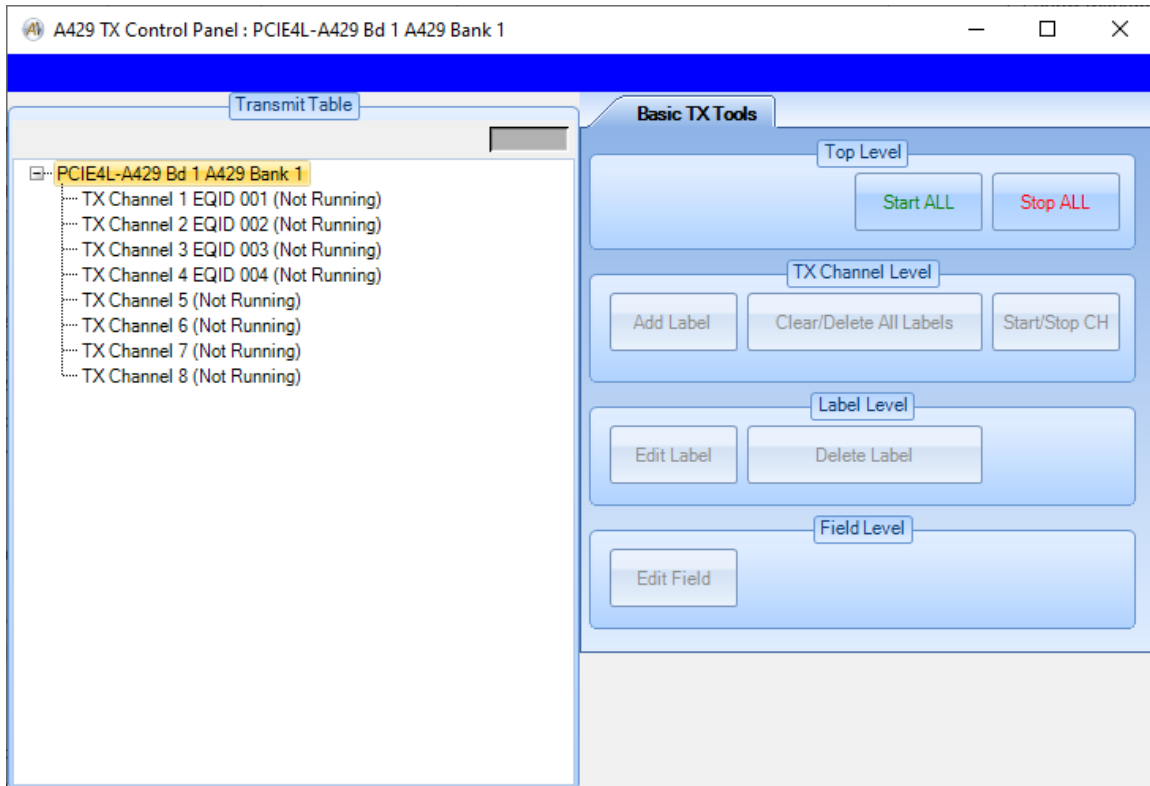 A429 TX Control Panel : PCIE4L-A429 Bd 1 A429 Bank 1
Transmit Table
PCIE4L-A429 Bd 1 A429 Bank 1
TX Channel 1 EQID 001 (Not Running)
TX Channel 2 EQID 002 (Not Running)
TX Channel 3 EQID 003 (Not Running)
TX Channel 4 EQID 004 (Not Running)
TX Channel 5 (Not Running)
TX Channel 6 (Not Running)
TX Channel 7 (Not Running)
TX Channel 8 (Not Running)
Basic TX Tools
Top Level
Start ALL Stop ALL
TX Channel Level
Add Label Clear/Delete All Labels Start/Stop CH
Label Level
Edit Label Delete Label
Field Level
Edit Field